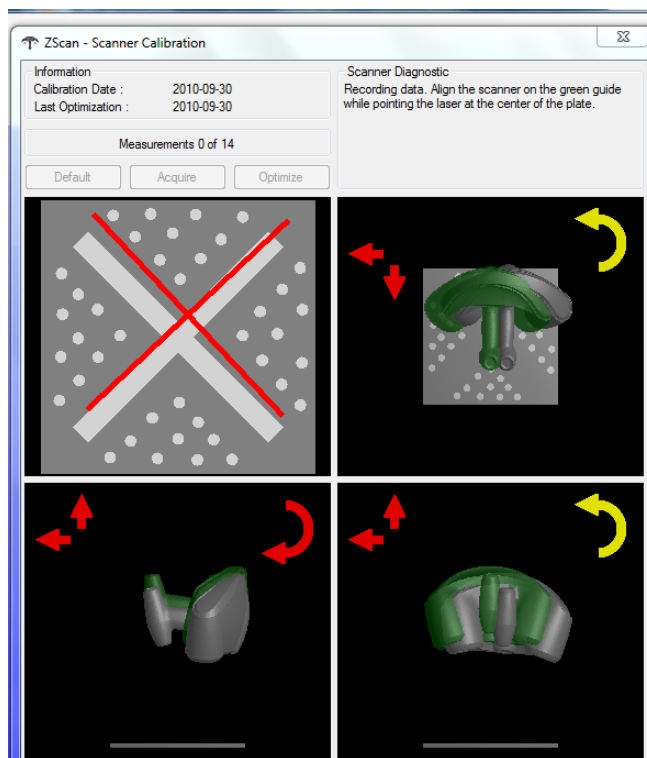 ZScan - Scanner Calibration
Information
Calibration Date : 2010-09-30
Last Optimization : 2010-09-30
Measurements 0 of 14
Default Acquire Optimize
Scanner Diagnostic
Recording data. Align the scanner on the green guide
while pointing the laser at the center of the plate.